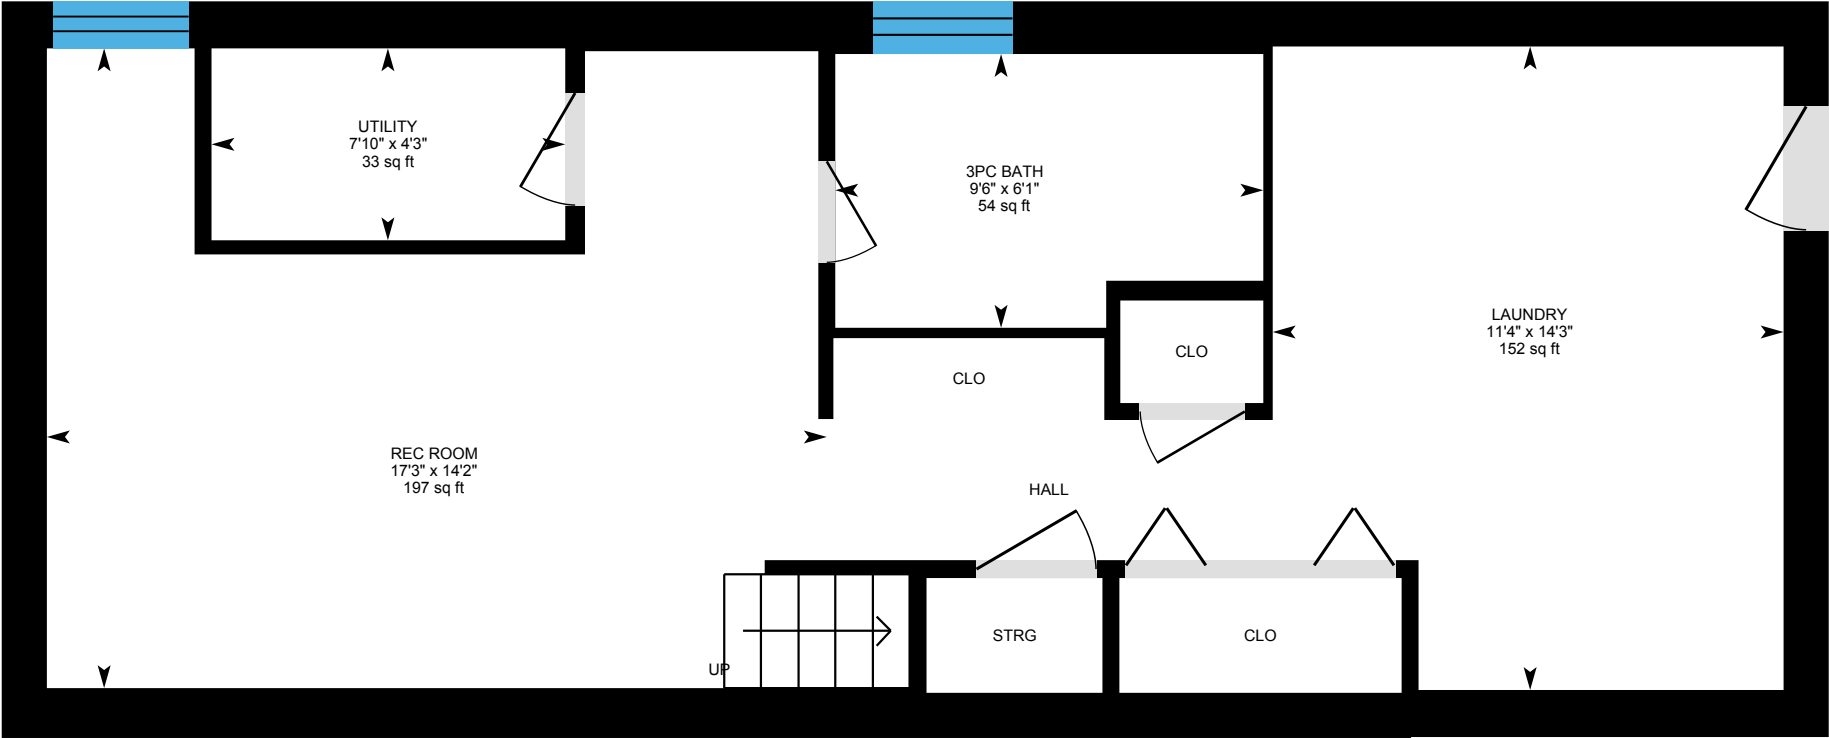 UTILITY
7'10" x 4'3"
33 sq ft
3PC BATH
9'6" x 6'1"
54 sq ft
LAUNDRY
11'4" x 14'3"
152 sq ft
CLO
CLO
REC ROOM
17'3" x 14'2"
197 sq ft
HALL
STRG
CLO
UP